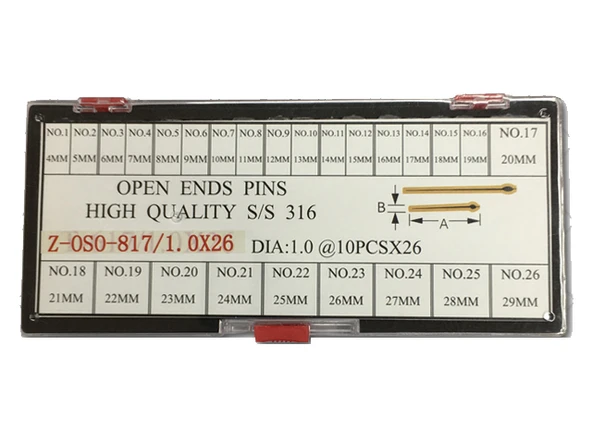 NO.1 NO.2 NO.3 NO.4 NO.5 NO.6 NO.7 NO.8 NO.9 NO.10 NO.11 NO.12 NO.13 NO.14 NO.15 NO.16 NO.17
4MM 5MM 6MM 7MM 8MM 9MM 10MM 11MM 12MM 13MM 14MM 15MM 16MM 17MM 18MM 19MM 20MM
OPEN ENDS PINS
HIGH QUALITY S/S 316
B
A
Z-OSO-817/1.0X26 DIA:1.0 @10PCSX26
NO.18 NO.19 NO.20 NO.21 NO.22 NO.23 NO.24 NO.25 NO.26
21MM 22MM 23MM 24MM 25MM 26MM 27MM 28MM 29MM